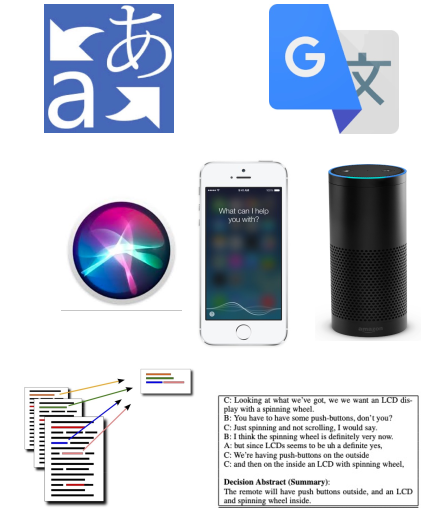 a あ
G 文
What can I help
you with?
amazon
C: Looking at what we've got, we we want an LCD dis-
play with a spinning wheel.
B: You have to have some push-buttons, don't you?
C: Just spinning and not scrolling, I would say.
B: I think the spinning wheel is definitely very now.
A: but since LCDs seems to be uh a definite yes,
C: We're having push-buttons on the outside
C: and then on the inside an LCD with spinning wheel,
Decision Abstract (Summary):
The remote will have push buttons outside, and an LCD
and spinning wheel inside.